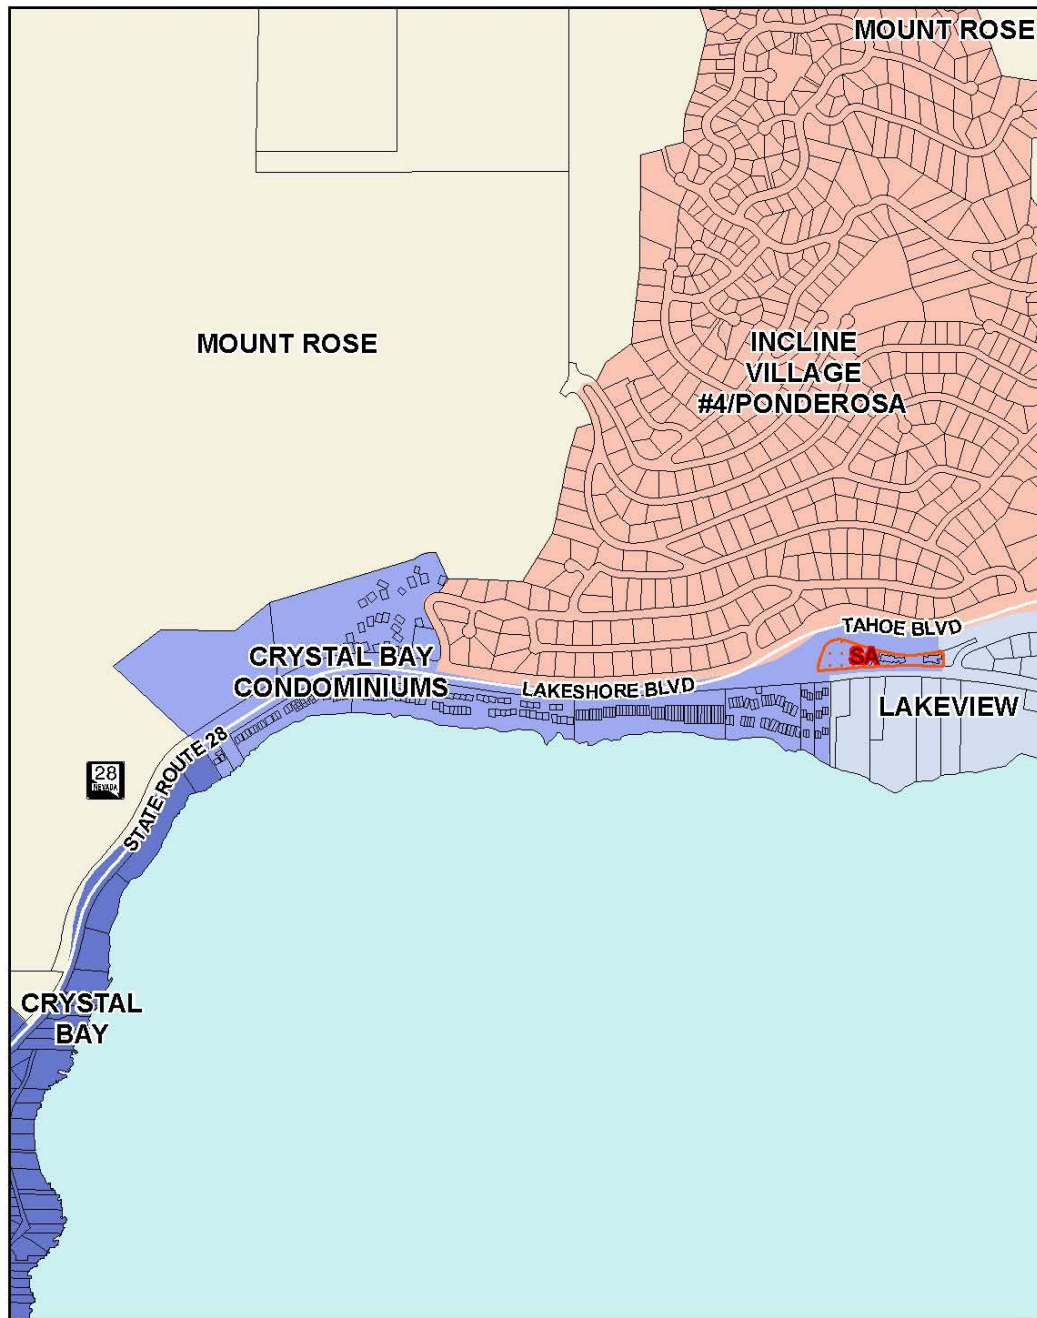 MOUNT ROSE
MOUNT ROSE
INCLINE
VILLAGE
#4/PONDEROSA
TAHOE BLVD
SA
CRYSTAL BAY
CONDOMINIUMS
LAKESHORE BLVD
LAKEVIEW
28
NEVADA
STATE ROUTE 28
CRYSTAL
BAY